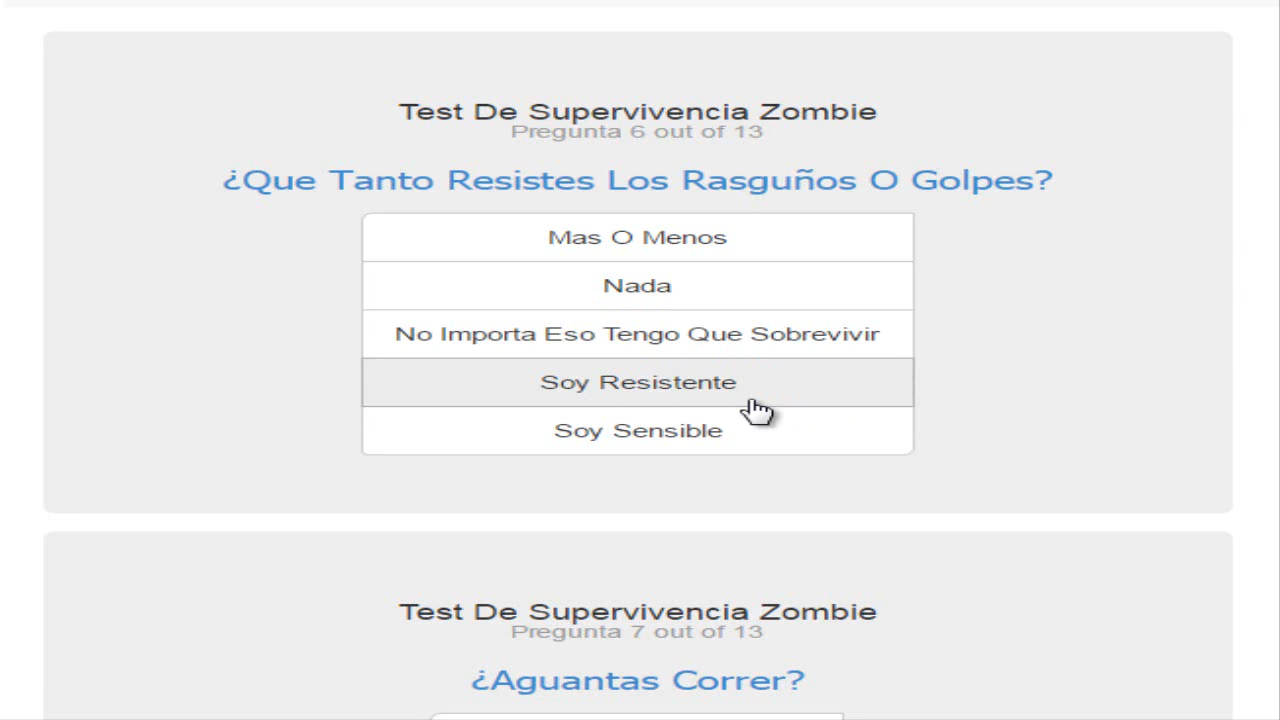 Test De Supervivencia Zombie
Pregunta 6 out of 13
¿Que Tanto Resistes Los Rasguños O Golpes?
Mas O Menos
Nada
No Importa Eso Tengo Que Sobrevivir
Soy Resistente
Soy Sensible
Test De Supervivencia Zombie
Pregunta 7 out of 13
¿Aguantas Correr?